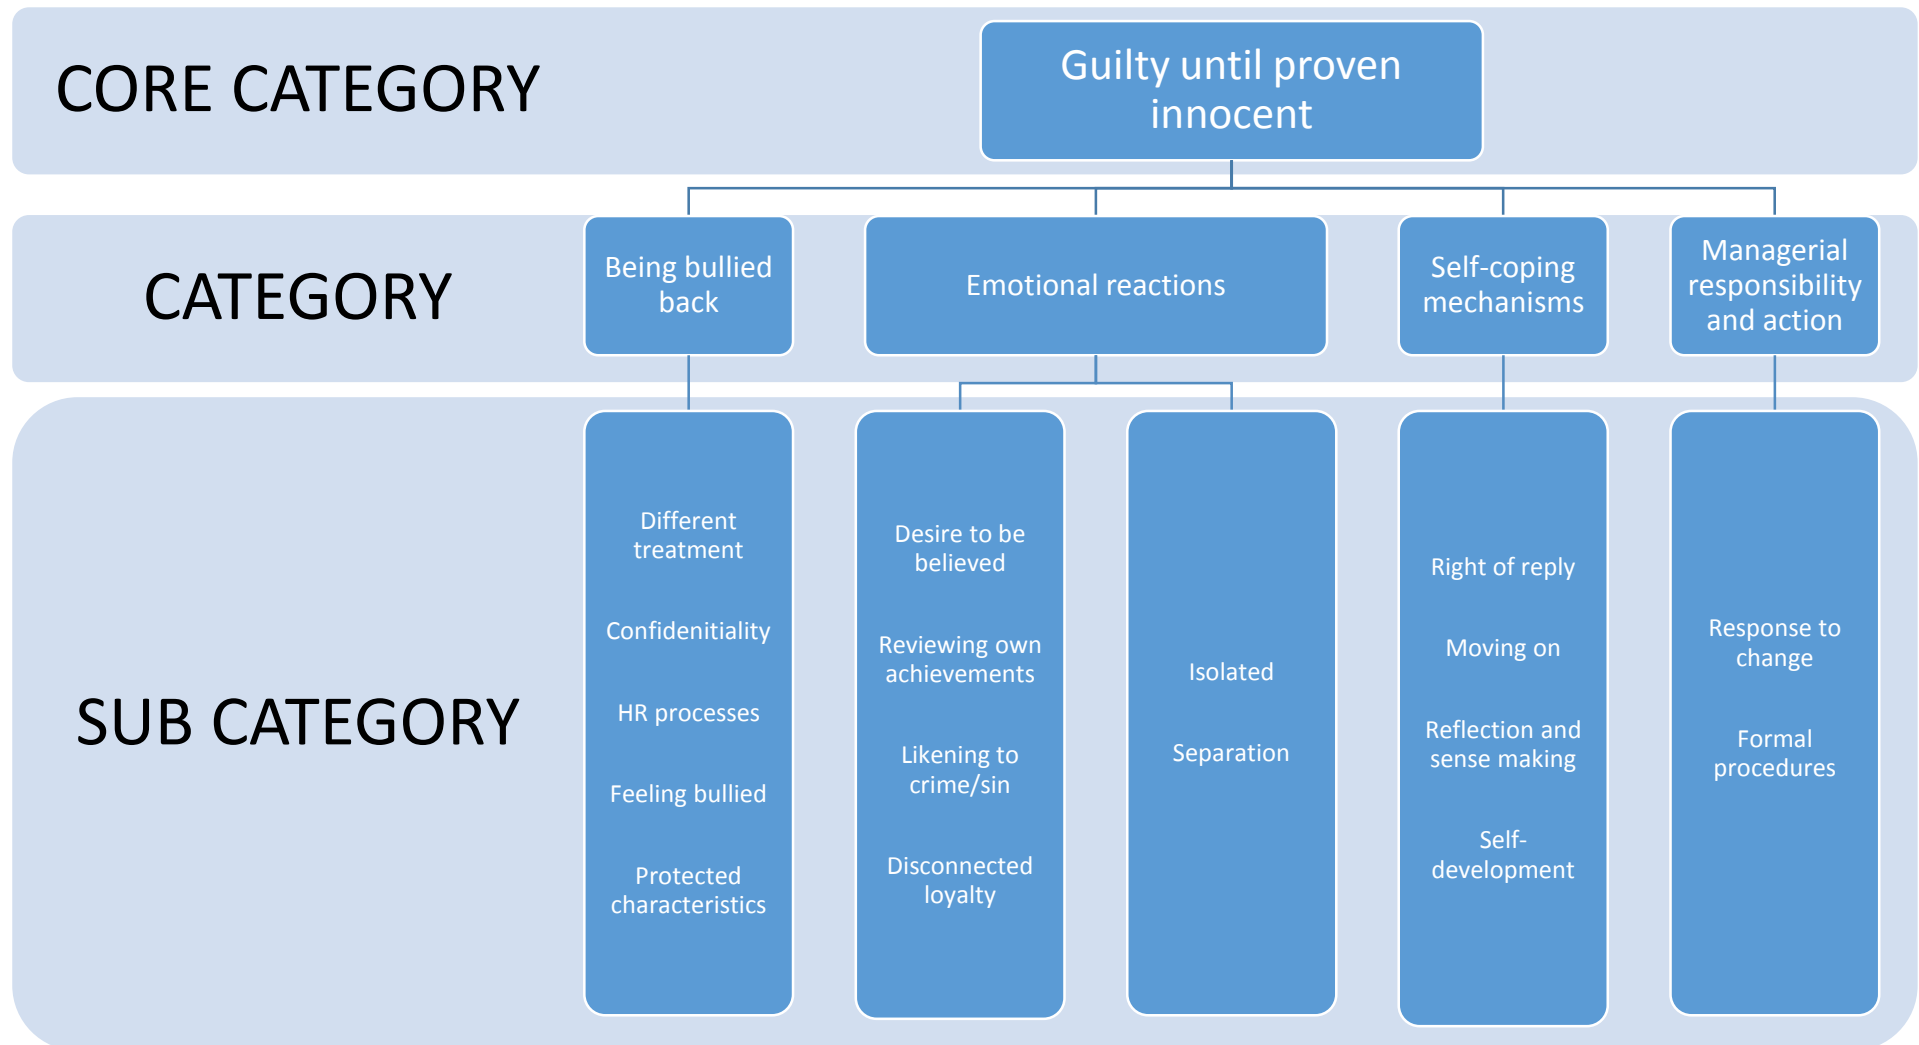 CORE CATEGORY
Guilty until proven
innocent
CATEGORY
Being bullied
back
Emotional reactions
Self-coping
mechanisms
Managerial
responsibility
and action
SUB CATEGORY
Different
treatment
Confidenitiality
HR processes
Feeling bullied
Protected
characteristics
Desire to be
believed
Reviewing own
achievements
Likening to
crime/sin
Disconnected
loyalty
Isolated
Separation
Right of reply
Moving on
Reflection and
sense making
Self-
development
Response to
change
Formal
procedures